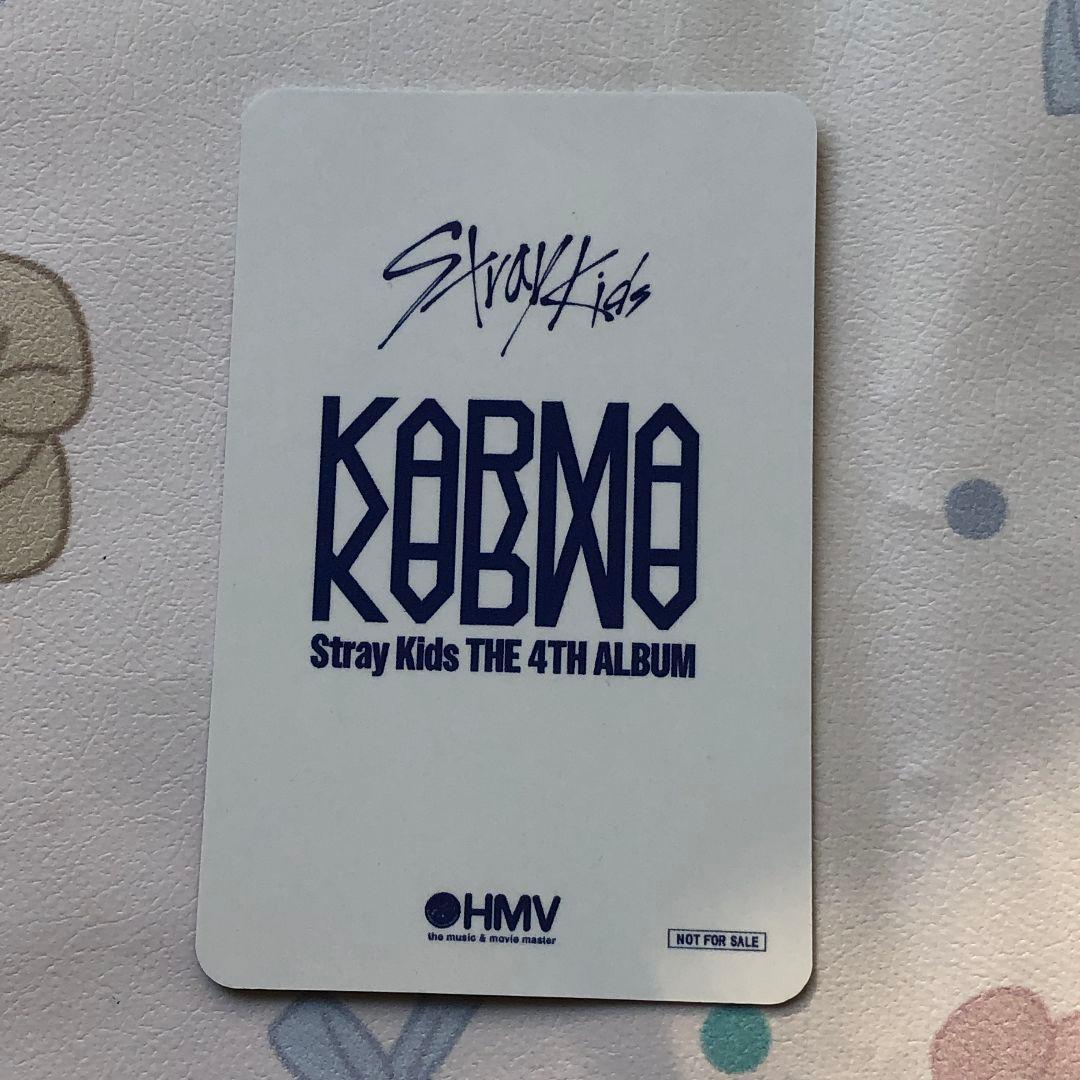 Stray Kids
KARMA
Stray Kids THE 4TH ALBUM
HMV
the music & movie master
NOT FOR SALE